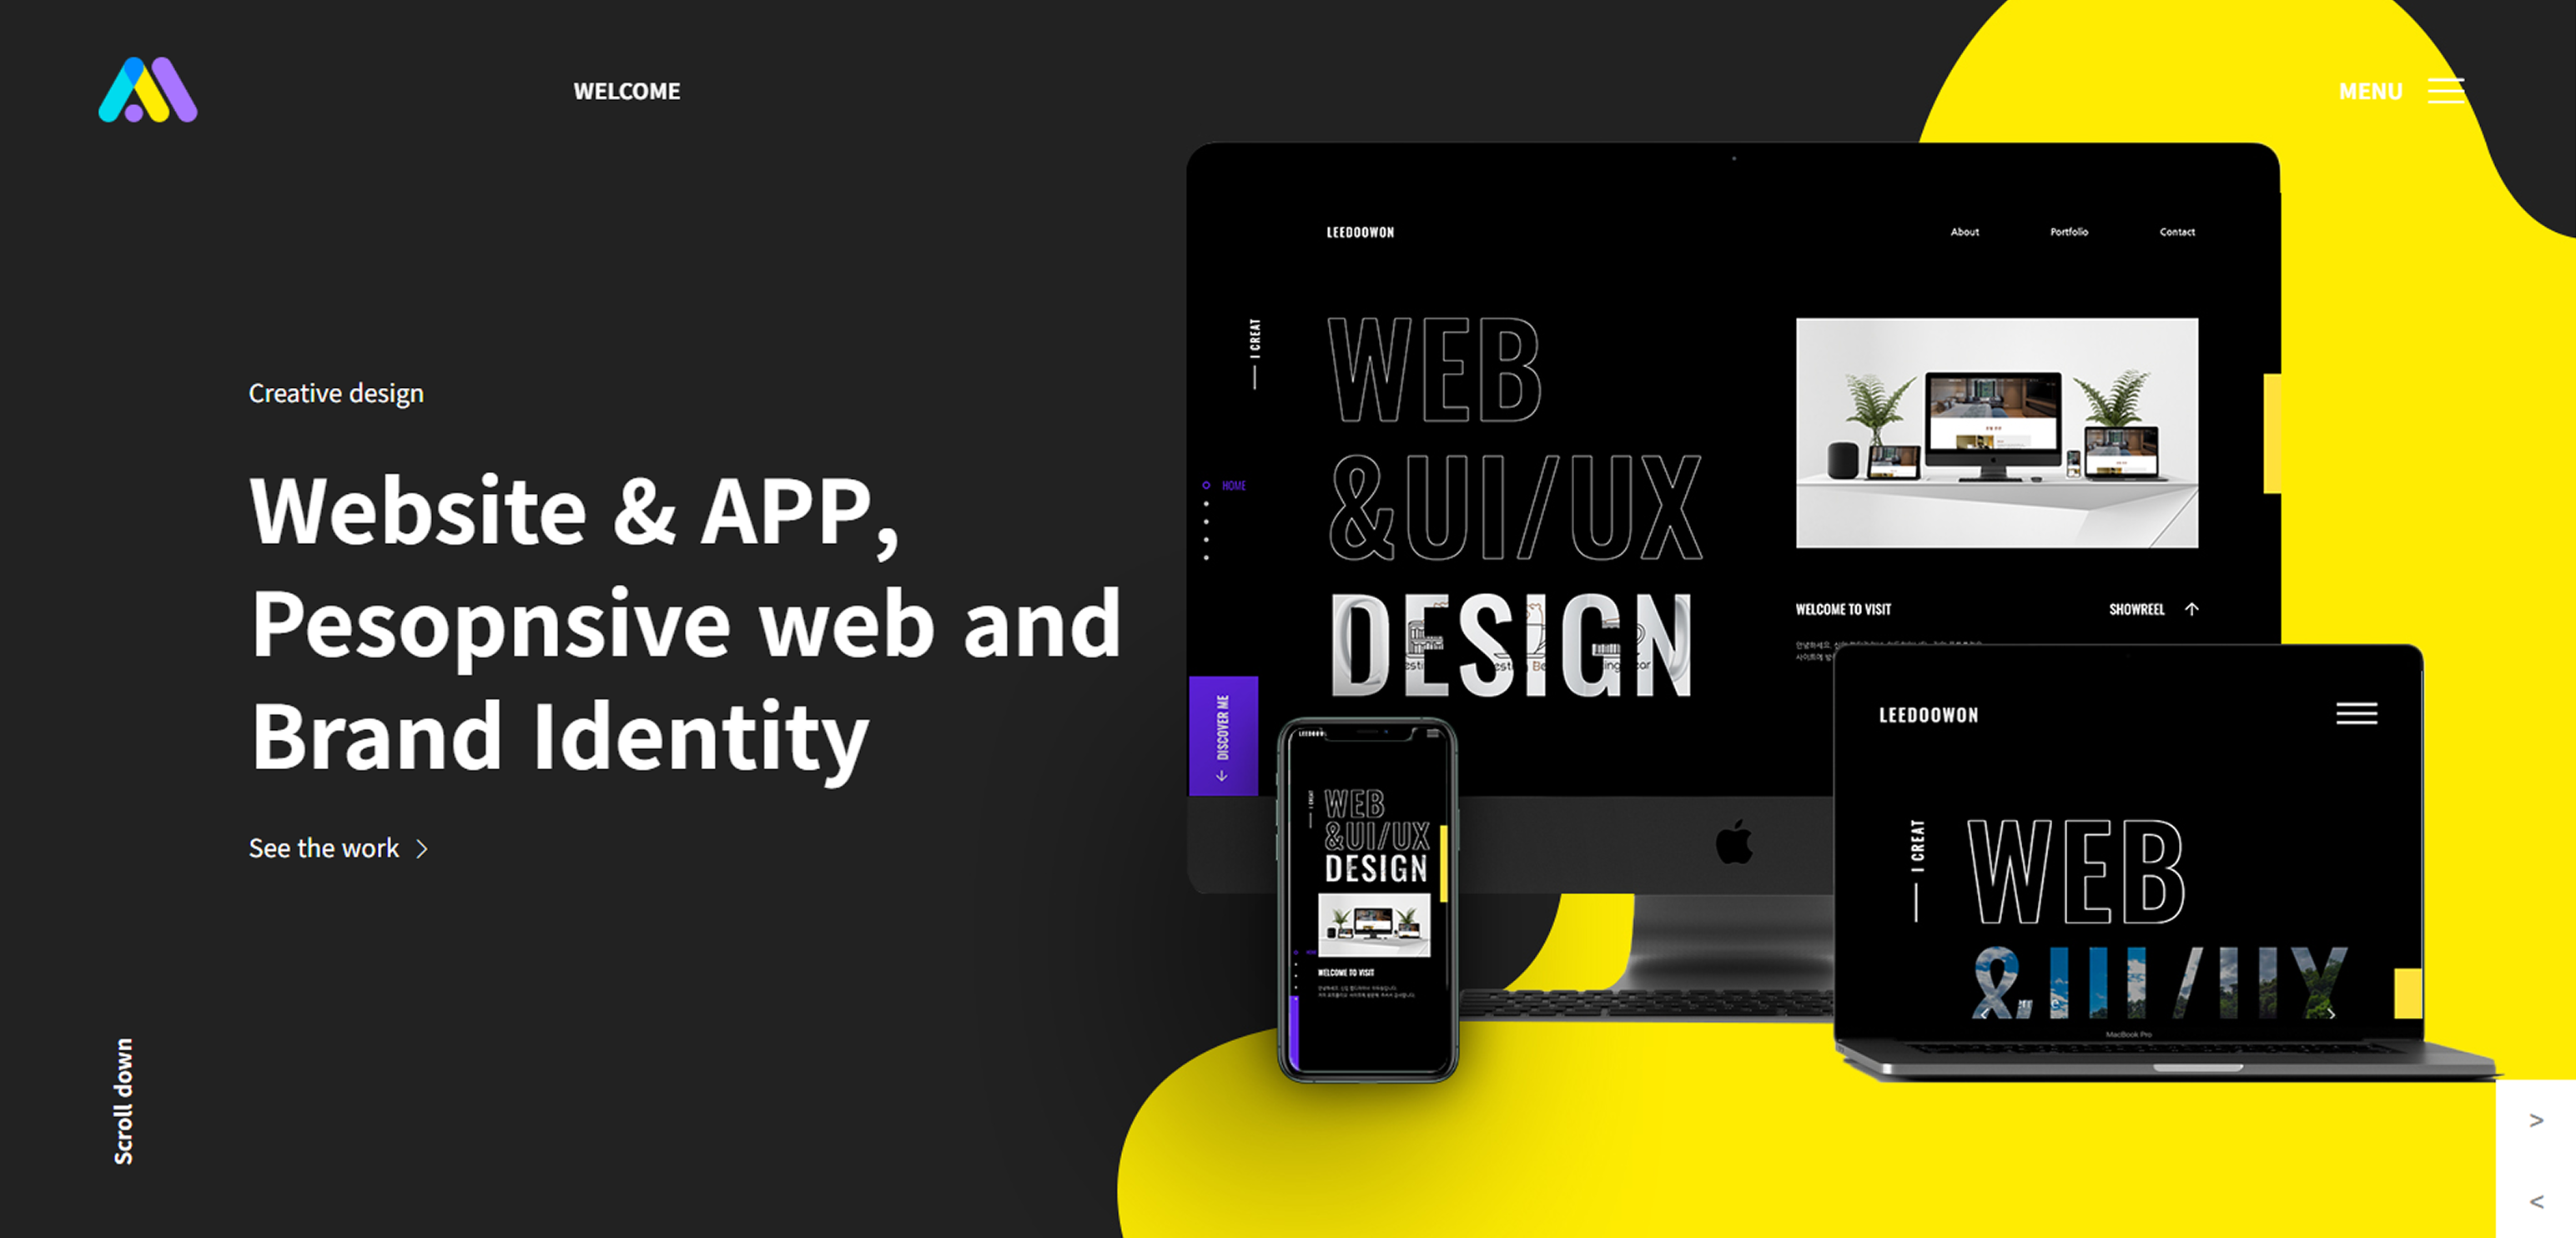 WELCOME
MENU
Creative design
Website & APP,
Pesopnsive web and
Brand Identity
See the work >
Scroll down
LEEDOOWON
About
Portfolio
Contact
I CREAT
WEB
&UI/UX
DESIGN
HOME
DISCOVER ME
WELCOME TO VISIT
SHOWREEL
LEEDOOWON
I CREAT
WEB
&UI/UX
MacBook Pro
I CREAT
WEB
&UI/UX
DESIGN
WELCOME TO VISIT
>
<